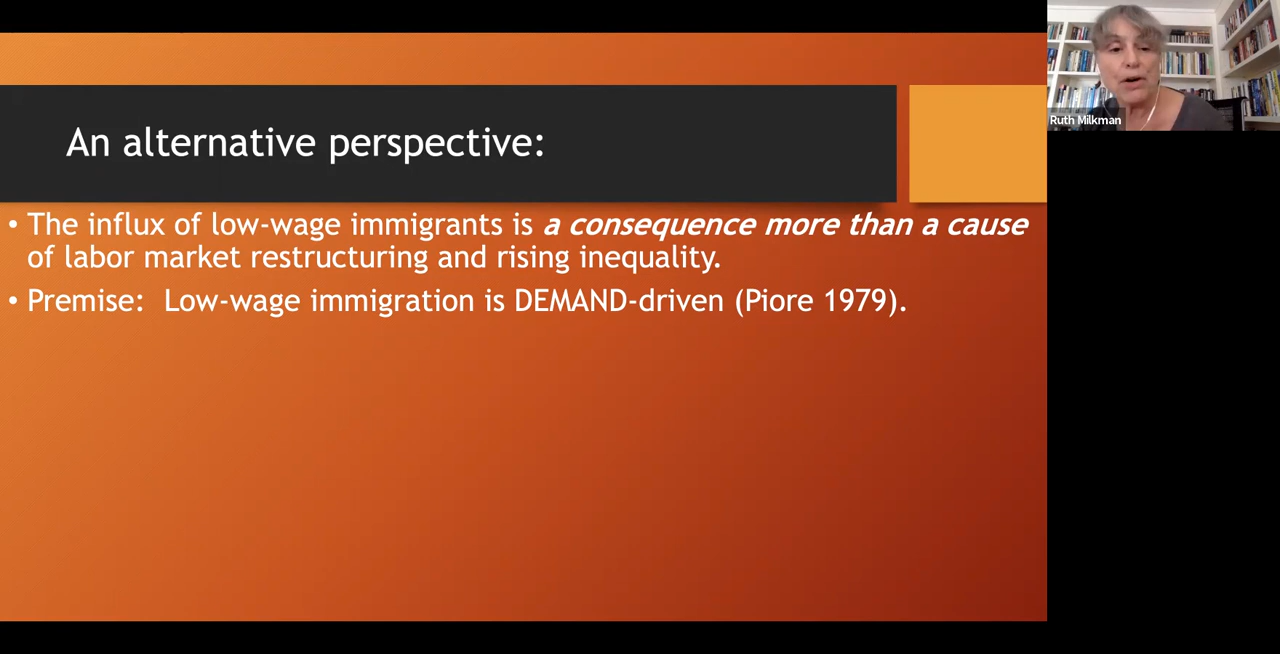 An alternative perspective:
• The influx of low-wage immigrants is a consequence more than a cause
of labor market restructuring and rising inequality.
• Premise:  Low-wage immigration is DEMAND-driven (Piore 1979).
Ruth Milkman